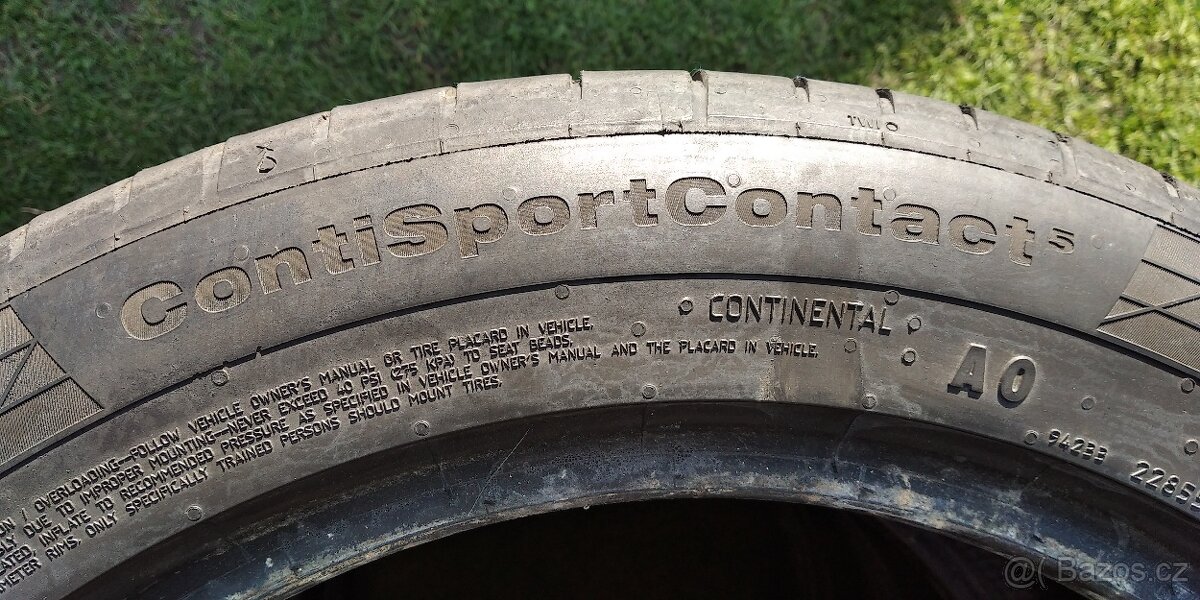 TWI
ContiSportContact 5
CONTINENTAL
AO
94233 2285
N / OVERLOADING–FOLLOW VEHICLE OWNER'S MANUAL OR TIRE PLACARD IN VEHICLE.
DUE TO IMPROPER MOUNTING–NEVER EXCEED 40 PSI (275 KPA) TO SEAT BEADS.
INFLATE TO RECOMMENDED PRESSURE AS SPECIFIED IN VEHICLE OWNER'S MANUAL AND THE PLACARD IN VEHICLE.
RIMS. ONLY SPECIFICALLY TRAINED PERSONS SHOULD MOUNT TIRES.
@( Bazos.cz